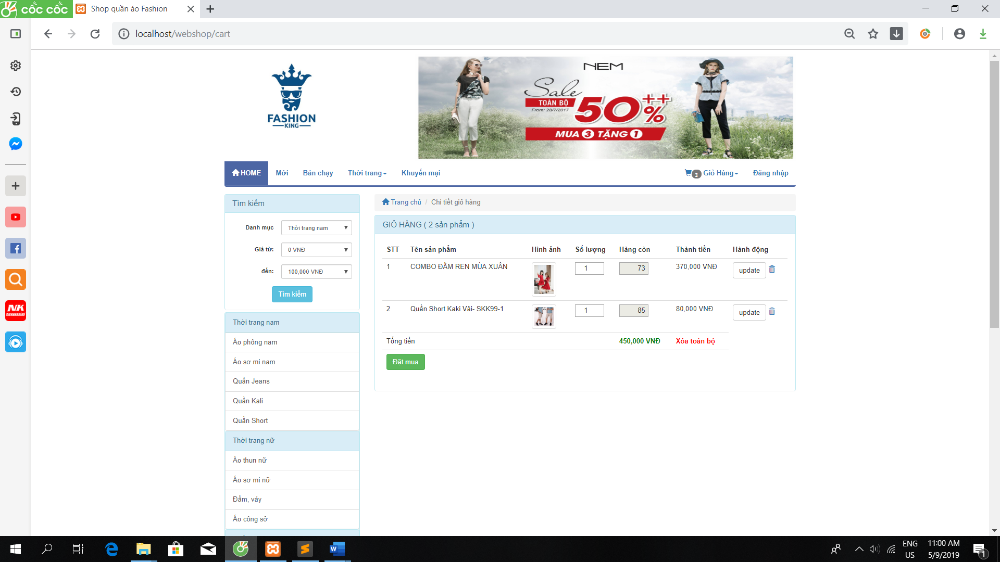 cốc cốc
Shop quần áo Fashion
localhost/webshop/cart
FASHION
KING
NEM
Sale
TOÀN BỘ
From: 28/7/2017
50%++
MUA 3 TẶNG 1
HOME
Mới
Bán chạy
Thời trang
Khuyến mại
2
Giỏ Hàng
Đăng nhập
Tìm kiếm
Danh mục
Thời trang nam
Giá từ:
0 VNĐ
đến:
100,000 VNĐ
Tìm kiếm
Thời trang nam
Áo phông nam
Áo sơ mi nam
Quần Jeans
Quần Kali
Quần Short
Thời trang nữ
Áo thun nữ
Áo sơ mi nữ
Đầm, váy
Áo công sở
Trang chủ / Chi tiết giỏ hàng
GIỎ HÀNG ( 2 sản phẩm )
STT Tên sản phẩm Hình ảnh Số lượng Hàng còn Thành tiền Hành động
1 COMBO ĐẦM REN MÙA XUÂN 1 73 370,000 VNĐ update
2 Quần Short Kaki Vải- SKK99-1 1 85 80,000 VNĐ update
Tổng tiền 450,000 VNĐ Xóa toàn bộ
Đặt mua
NK
ENG
US
11:00 AM
5/9/2019
1